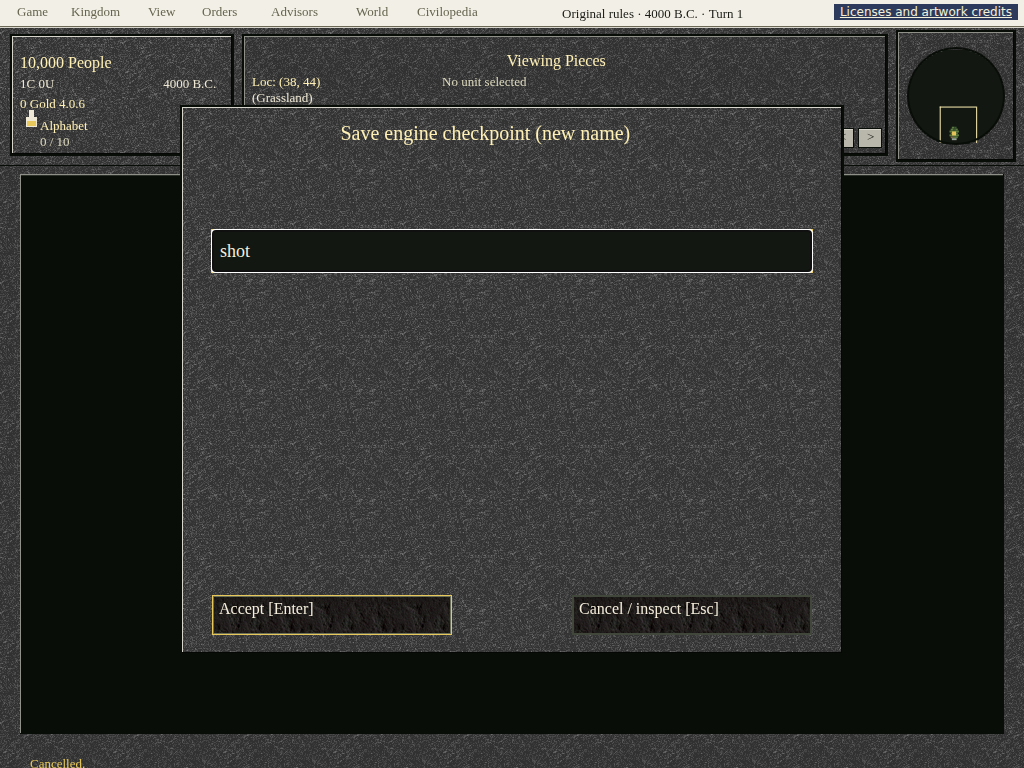 Game Kingdom View Orders Advisors World Civilopedia Original rules · 4000 B.C. · Turn 1 Licenses and artwork credits
10,000 People
1C 0U 4000 B.C.
0 Gold 4.0.6
Alphabet
0 / 10
Viewing Pieces
Loc: (38, 44) No unit selected
(Grassland)
>
Save engine checkpoint (new name)
shot
Accept [Enter] Cancel / inspect [Esc]
Cancelled.